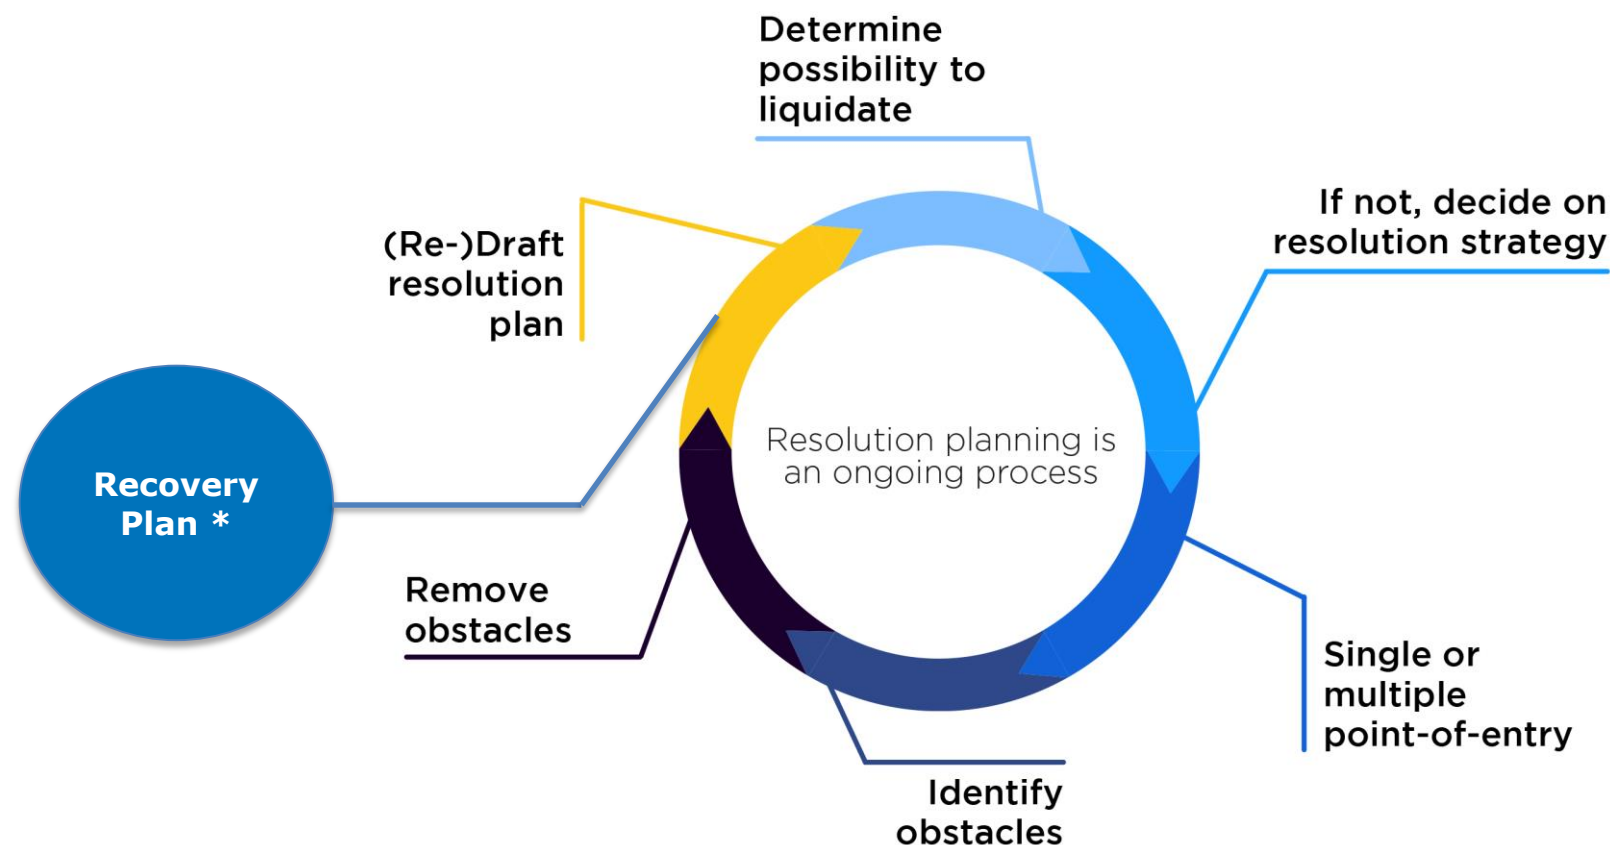 Determine
possibility to
liquidate
If not, decide on
resolution strategy
(Re-)Draft
resolution
plan
Resolution planning is
an ongoing process
Recovery
Plan *
Remove
obstacles
Single or
multiple
point-of-entry
Identify
obstacles